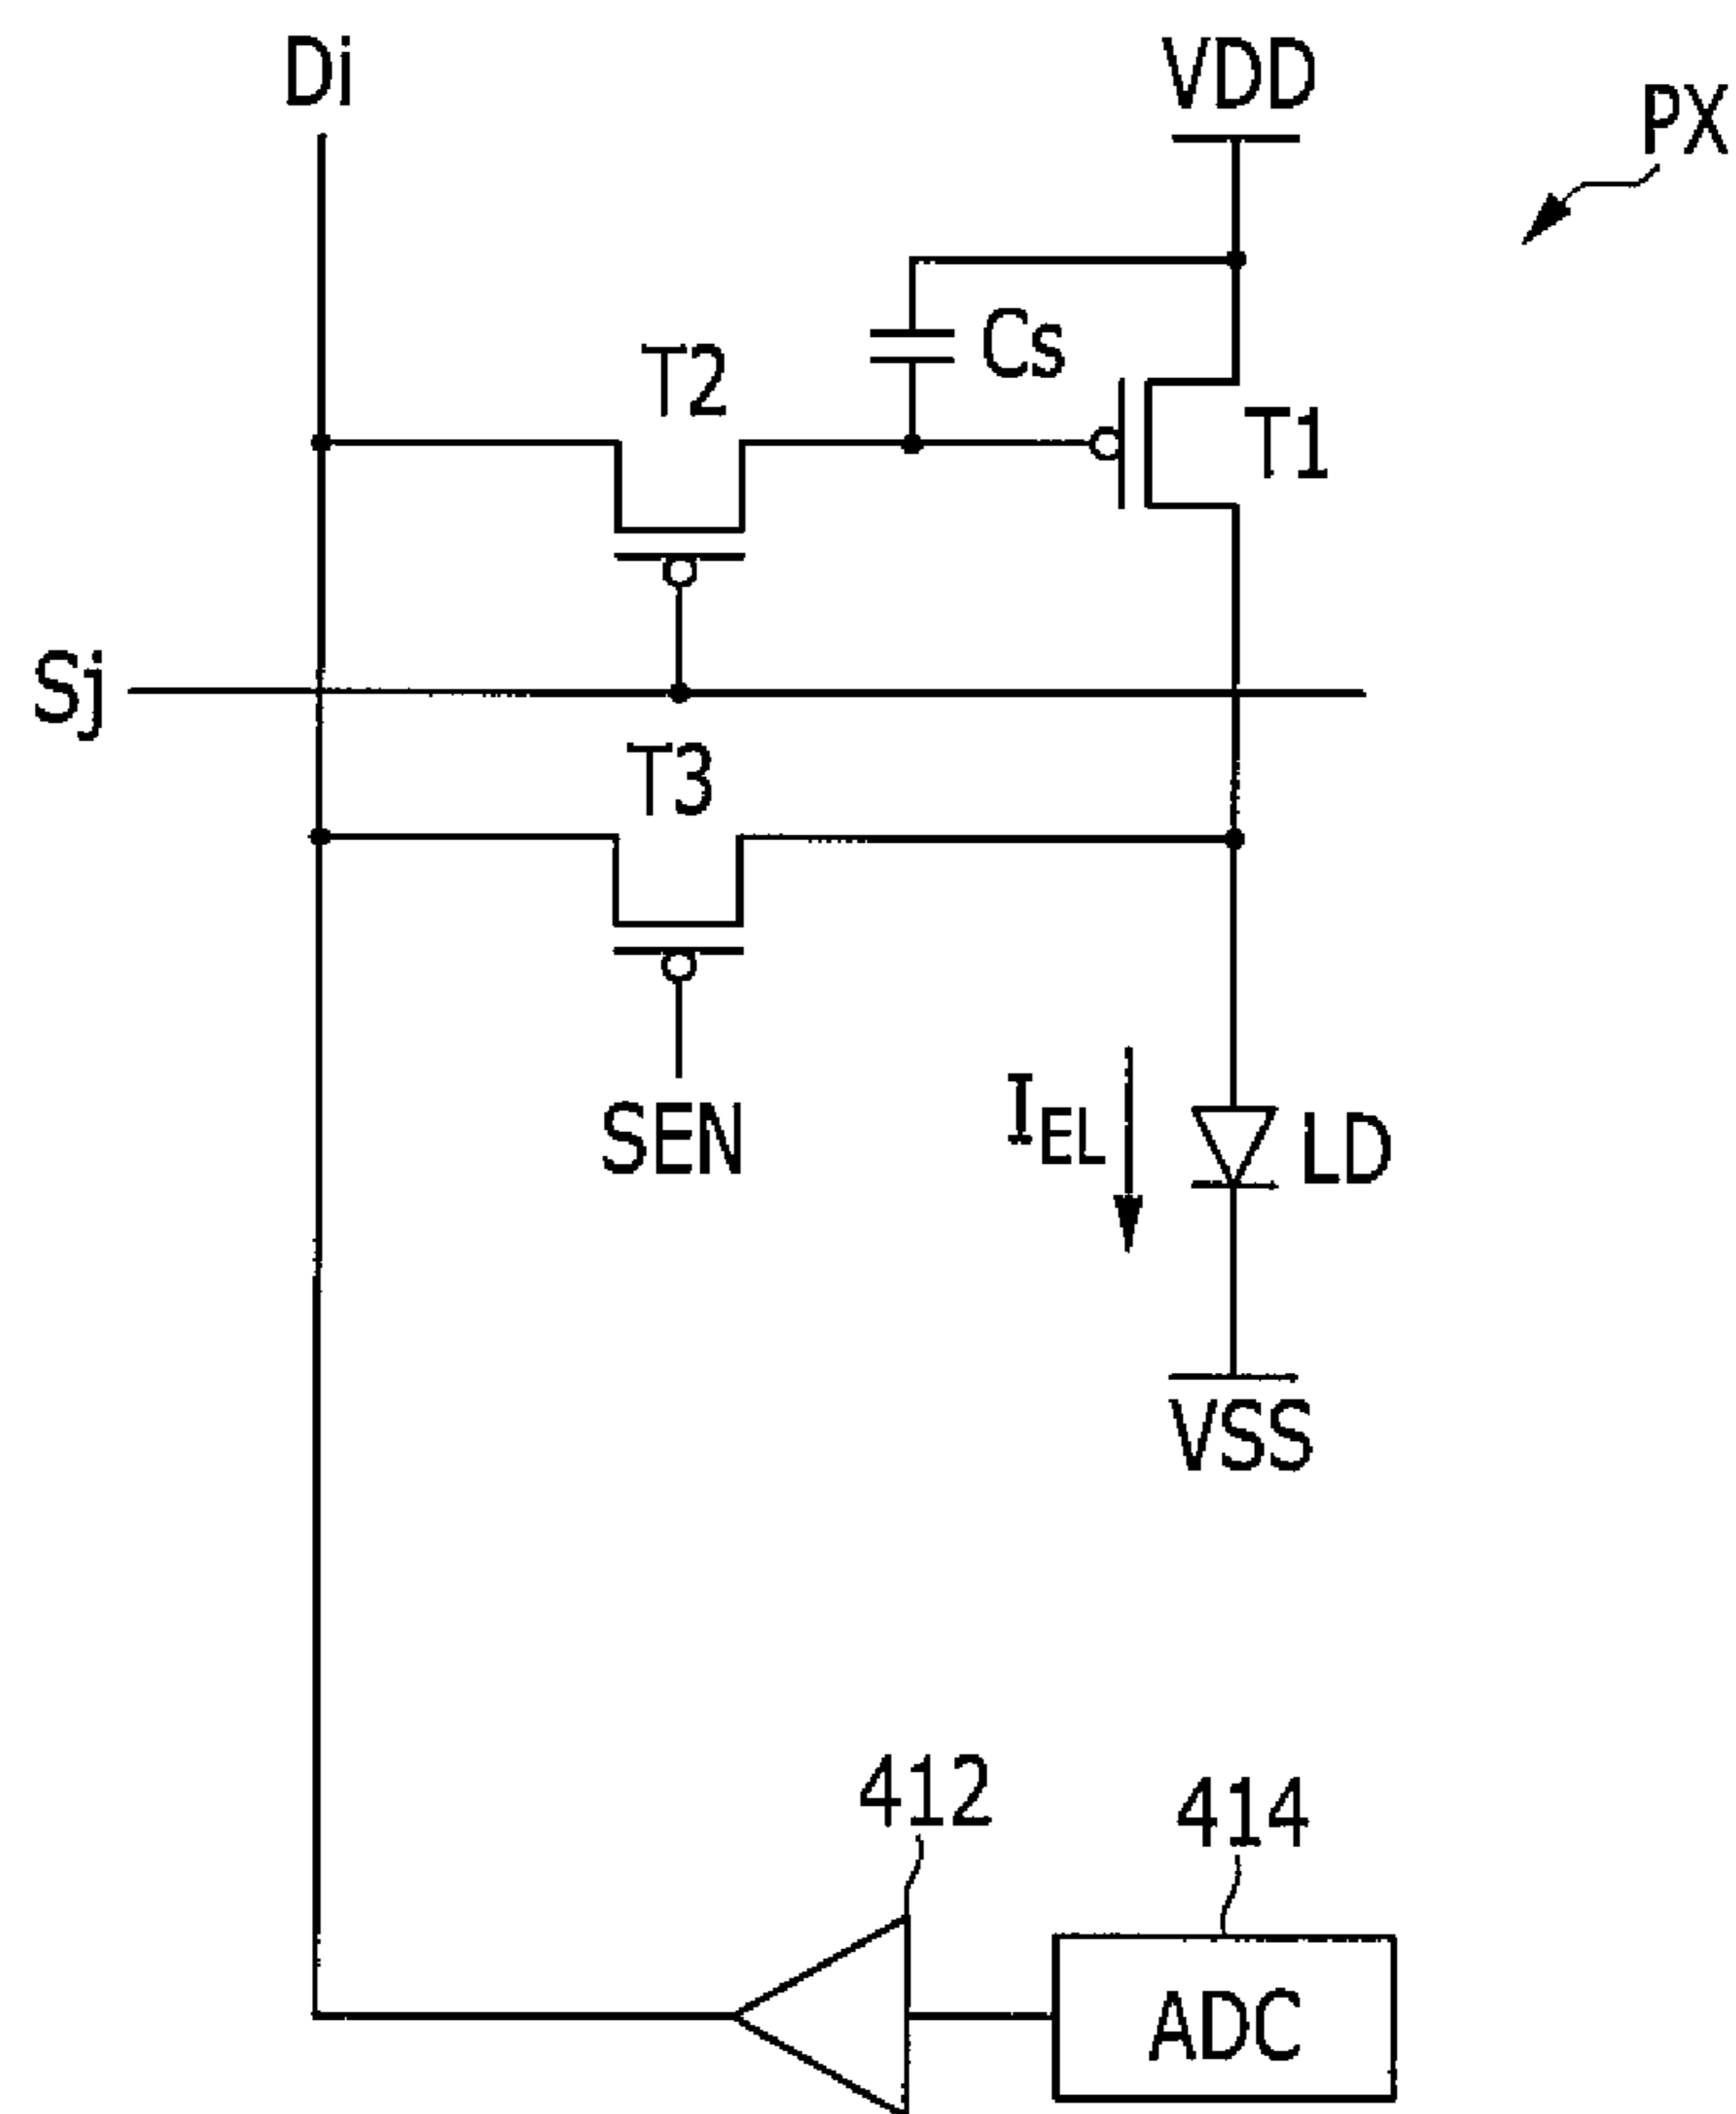 Di
VDD
PX
Cs
T2
T1
Sj
T3
SEN
IEL
LD
VSS
412
414
ADC